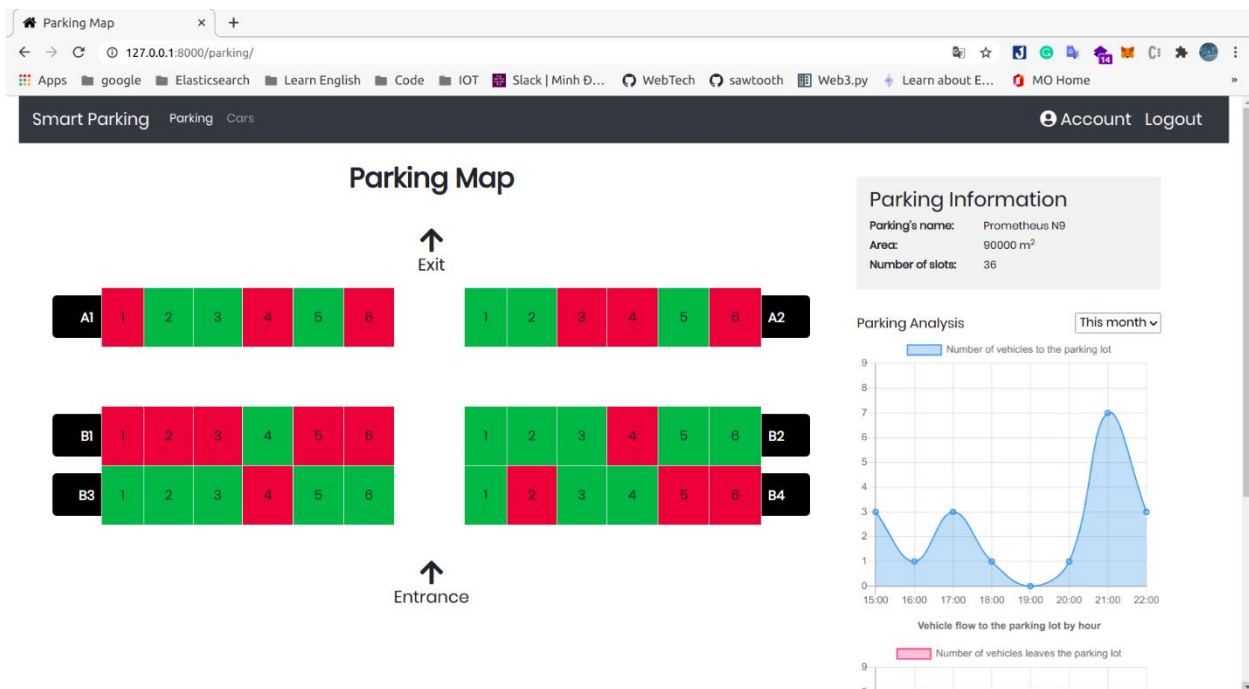 Parking Map × +
127.0.0.1:8000/parking/
14
Apps google Elasticsearch Learn English Code IOT Slack | Minh Đ... WebTech sawtooth Web3.py Learn about E... MO Home »
Smart Parking Parking Cars Account Logout
Parking Map
Exit
A1 1 2 3 4 5 6 1 2 3 4 5 6 A2
B1 1 2 3 4 5 6 1 2 3 4 5 6 B2
B3 1 2 3 4 5 6 1 2 3 4 5 6 B4
Entrance
Parking Information
Parking's name: Prometheus N9
Area: 90000 m²
Number of slots: 36
Parking Analysis This month
Number of vehicles to the parking lot
9
8
7
6
5
4
3
2
1
0
15:00 16:00 17:00 18:00 19:00 20:00 21:00 22:00
Vehicle flow to the parking lot by hour
Number of vehicles leaves the parking lot
9